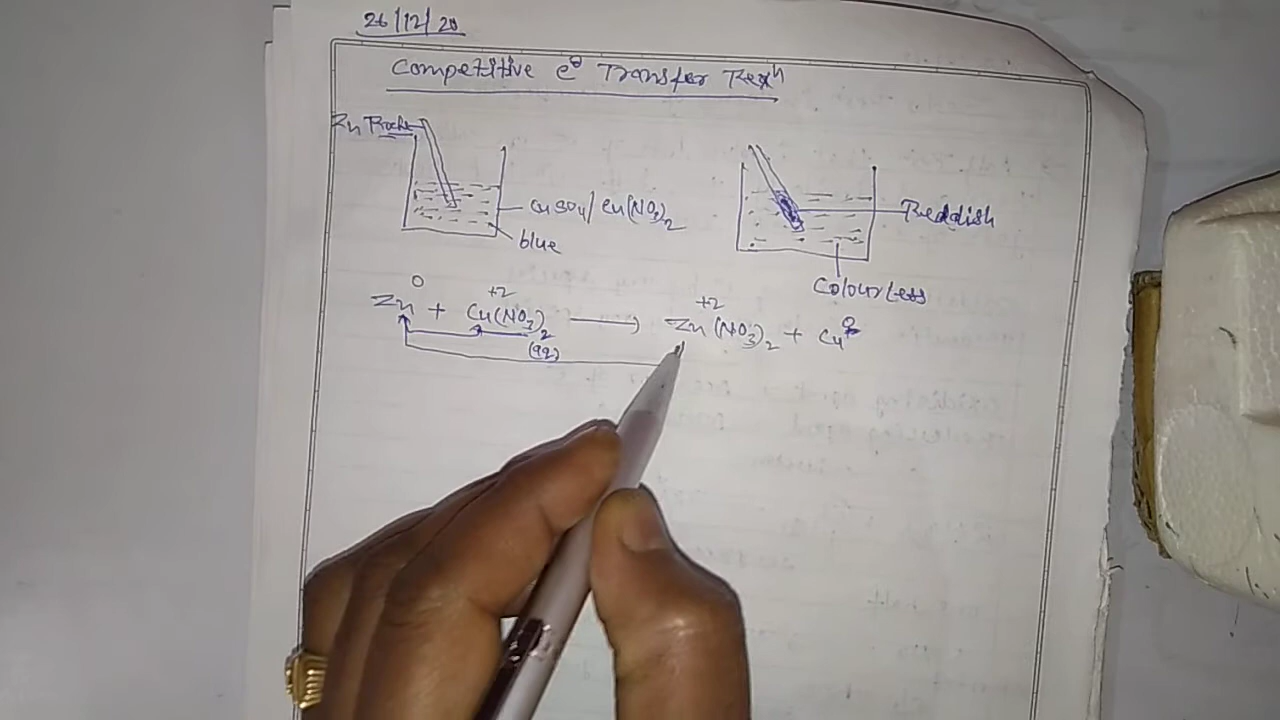 26/12/20
Competitive e⊖ Transfer Rexⁿ
Zn
CuSO4/ Cu(NO3)2
blue
Reddish
Colourless
0 +2 +2 0
Zn + Cu(NO3)2 ⟶ Zn(NO3)2 + Cu
(aq)